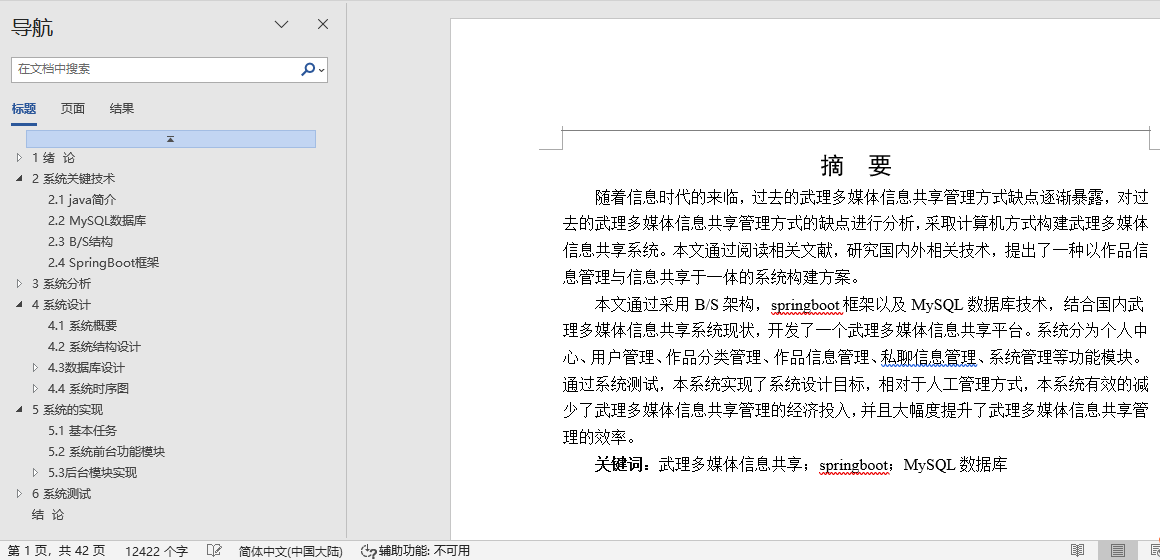 导航
在文档中搜索
标题 页面 结果
1 绪 论
2 系统关键技术
2.1 java简介
2.2 MySQL数据库
2.3 B/S结构
2.4 SpringBoot框架
3 系统分析
4 系统设计
4.1 系统概要
4.2 系统结构设计
4.3数据库设计
4.4 系统时序图
5 系统的实现
5.1 基本任务
5.2 系统前台功能模块
5.3后台模块实现
6 系统测试
结 论
摘 要
随着信息时代的来临，过去的武理多媒体信息共享管理方式缺点逐渐暴露，对过
去的武理多媒体信息共享管理方式的缺点进行分析，采取计算机方式构建武理多媒体
信息共享系统。本文通过阅读相关文献，研究国内外相关技术，提出了一种以作品信
息管理与信息共享于一体的系统构建方案。
本文通过采用 B/S 架构，springboot 框架以及 MySQL 数据库技术，结合国内武
理多媒体信息共享系统现状，开发了一个武理多媒体信息共享平台。系统分为个人中
心、用户管理、作品分类管理、作品信息管理、私聊信息管理、系统管理等功能模块。
通过系统测试，本系统实现了系统设计目标，相对于人工管理方式，本系统有效的减
少了武理多媒体信息共享管理的经济投入，并且大幅度提升了武理多媒体信息共享管
理的效率。
关键词：武理多媒体信息共享；springboot；MySQL 数据库
第 1 页，共 42 页 12422 个字 简体中文(中国大陆) 辅助功能: 不可用